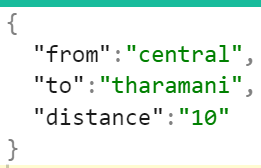 {
"from":"central",
"to":"tharamani",
"distance":"10"
}